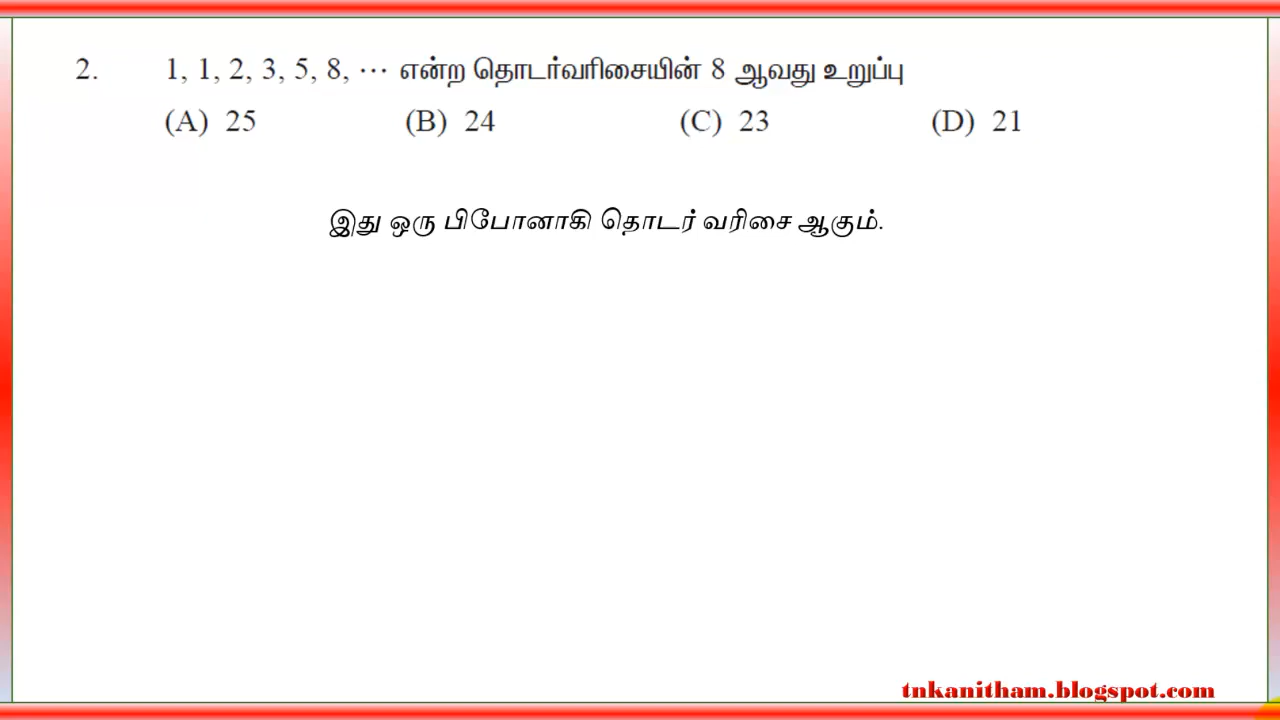 2. 1, 1, 2, 3, 5, 8, ⋯ என்ற தொடர்வரிசையின் 8 ஆவது உறுப்பு
(A) 25 (B) 24 (C) 23 (D) 21
இது ஒரு பிபோனாகி தொடர் வரிசை ஆகும்.
tnkanitham.blogspot.com